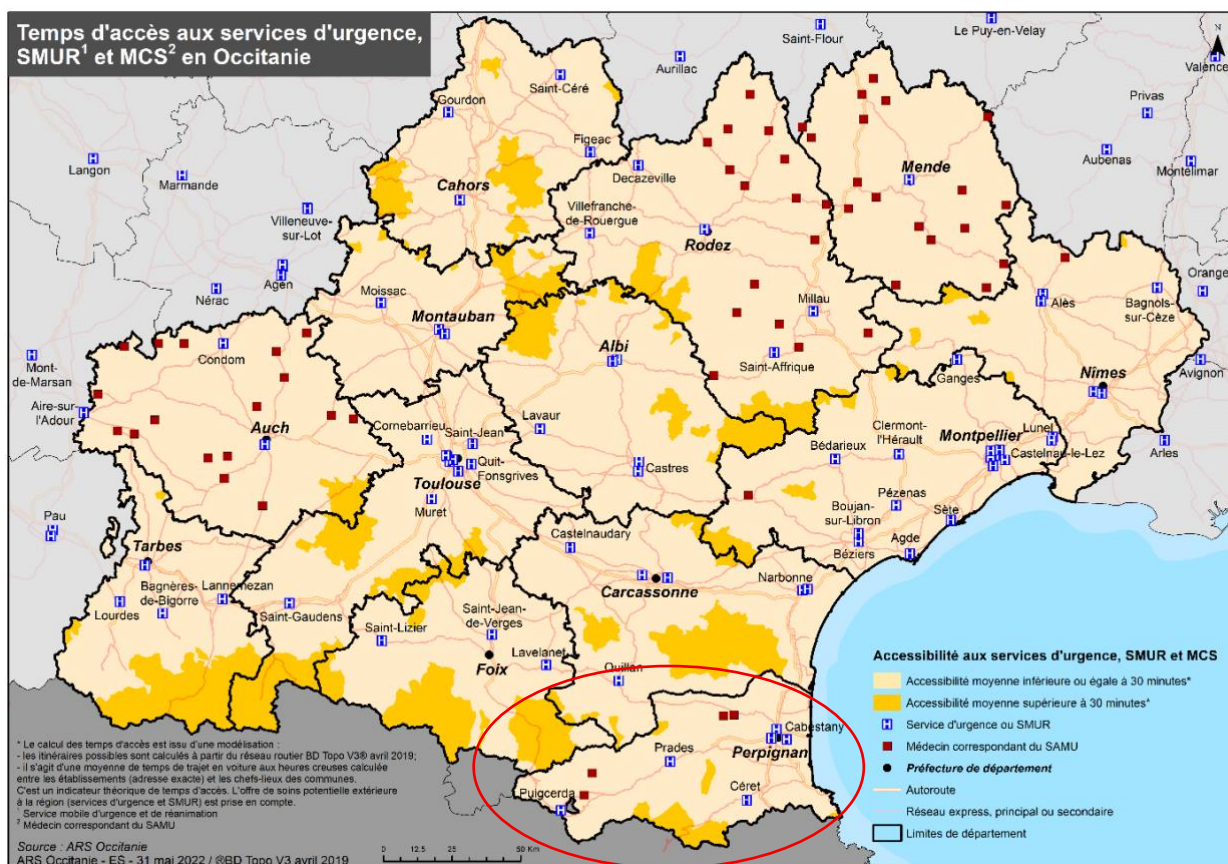 Temps d'accès aux services d'urgence,
SMUR¹ et MCS² en Occitanie
Saint-Flour
Le Puy-en-Velay
N
Aurillac
Valence
Saint-Céré
Gourdon
Privas
Langon
Marmande
Figeac
Decazeville
Mende
Aubenas
Montélimar
Cahors
Villeneuve-
sur-Lot
Villefranche-
de-Rouergue
Rodez
Agen
Nérac
Moissac
Millau
Alès
Orange
Bagnols-
sur-Cèze
Montauban
Condom
Albi
Saint-Affrique
Ganges
Nîmes
Avignon
Mont-
de-Marsan
Aire-sur-
l'Adour
Auch
Cornebarrieu
Saint-Jean
Lavaur
Bédarieux
Clermont-
l'Hérault
Montpellier
Lunel
Castelnau-le-Lez
Arles
Quit-
Fonsgrives
Toulouse
Castres
Muret
Pézenas
Boujan-
sur-Libron
Sète
Pau
Castelnaudary
Béziers
Agde
Tarbes
Bagnères-
de-Bigorre
Lannemezan
Lourdes
Saint-Gaudens
Carcassonne
Narbonne
Saint-Lizier
Saint-Jean-
de-Verges
Foix
Lavelanet
Quillan
Cabestany
Perpignan
Prades
Puigcerda
Céret
Accessibilité aux services d'urgence, SMUR et MCS
Accessibilité moyenne inférieure ou égale à 30 minutes*
Accessibilité moyenne supérieure à 30 minutes*
H Service d'urgence ou SMUR
Médecin correspondant du SAMU
Préfecture de département
Autoroute
Réseau express, principal ou secondaire
Limites de département
* Le calcul des temps d'accès est issu d'une modélisation :
- les itinéraires possibles sont calculés à partir du réseau routier BD Topo V3® avril 2019;
- il s'agit d'une moyenne de temps de trajet en voiture aux heures creuses calculée
entre les établissements (adresse exacte) et les chefs-lieux des communes.
C'est un indicateur théorique de temps d'accès. L'offre de soins potentielle extérieure
à la région (services d'urgence et SMUR) est prise en compte.
¹ Service mobile d'urgence et de réanimation
² Médecin correspondant du SAMU
Source : ARS Occitanie
ARS Occitanie - ES - 31 mai 2022 / ®BD Topo V3 avril 2019
0 12.5 25 50 Km